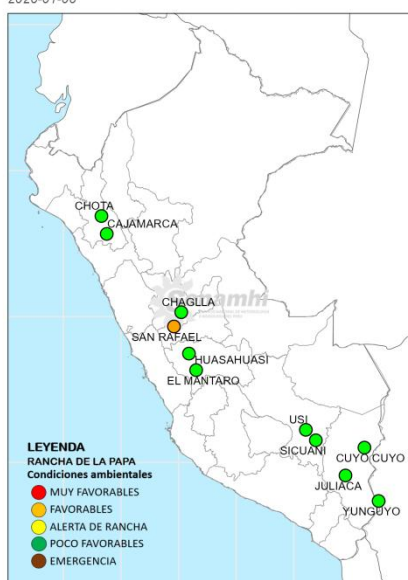 CHOTA
CAJAMARCA
CHAGLLA
SAN RAFAEL
HUASAHUASI
EL MANTARO
USI
SICUANI
CUYO CUYO
JULIACA
YUNGUYO
LEYENDA
RANCHA DE LA PAPA
Condiciones ambientales
MUY FAVORABLES
FAVORABLES
ALERTA DE RANCHA
POCO FAVORABLES
EMERGENCIA